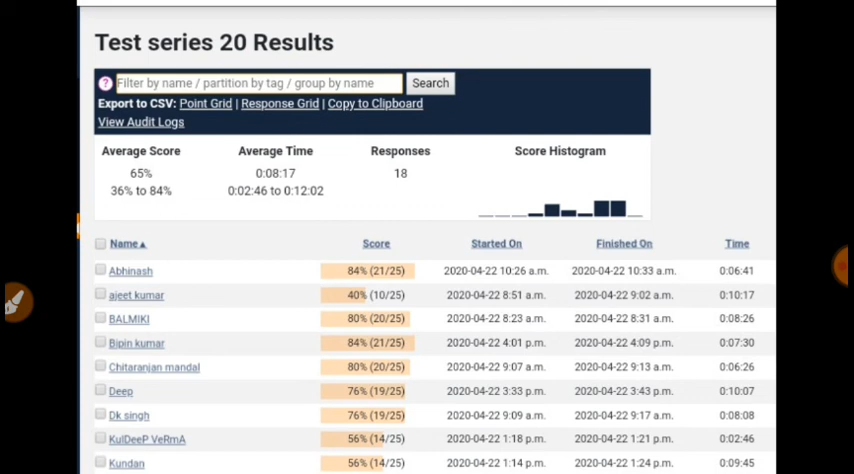 Test series 20 Results
? Filter by name / partition by tag / group by name Search
Export to CSV: Point Grid | Response Grid | Copy to Clipboard
View Audit Logs
Average Score Average Time Responses Score Histogram
65% 0:08:17 18
36% to 84% 0:02:46 to 0:12:02
Name▲ Score Started On Finished On Time
Abhinash 84% (21/25) 2020-04-22 10:26 a.m. 2020-04-22 10:33 a.m. 0:06:41
ajeet kumar 40% (10/25) 2020-04-22 8:51 a.m. 2020-04-22 9:02 a.m. 0:10:17
BALMIKI 80% (20/25) 2020-04-22 8:23 a.m. 2020-04-22 8:31 a.m. 0:08:26
Bipin kumar 84% (21/25) 2020-04-22 4:01 p.m. 2020-04-22 4:09 p.m. 0:07:30
Chitaranjan mandal 80% (20/25) 2020-04-22 9:07 a.m. 2020-04-22 9:13 a.m. 0:06:26
Deep 76% (19/25) 2020-04-22 3:33 p.m. 2020-04-22 3:43 p.m. 0:10:07
Dk singh 76% (19/25) 2020-04-22 9:09 a.m. 2020-04-22 9:17 a.m. 0:08:08
KulDeeP VeRmA 56% (14/25) 2020-04-22 1:18 p.m. 2020-04-22 1:21 p.m. 0:02:46
Kundan 56% (14/25) 2020-04-22 1:14 p.m. 2020-04-22 1:24 p.m. 0:09:45